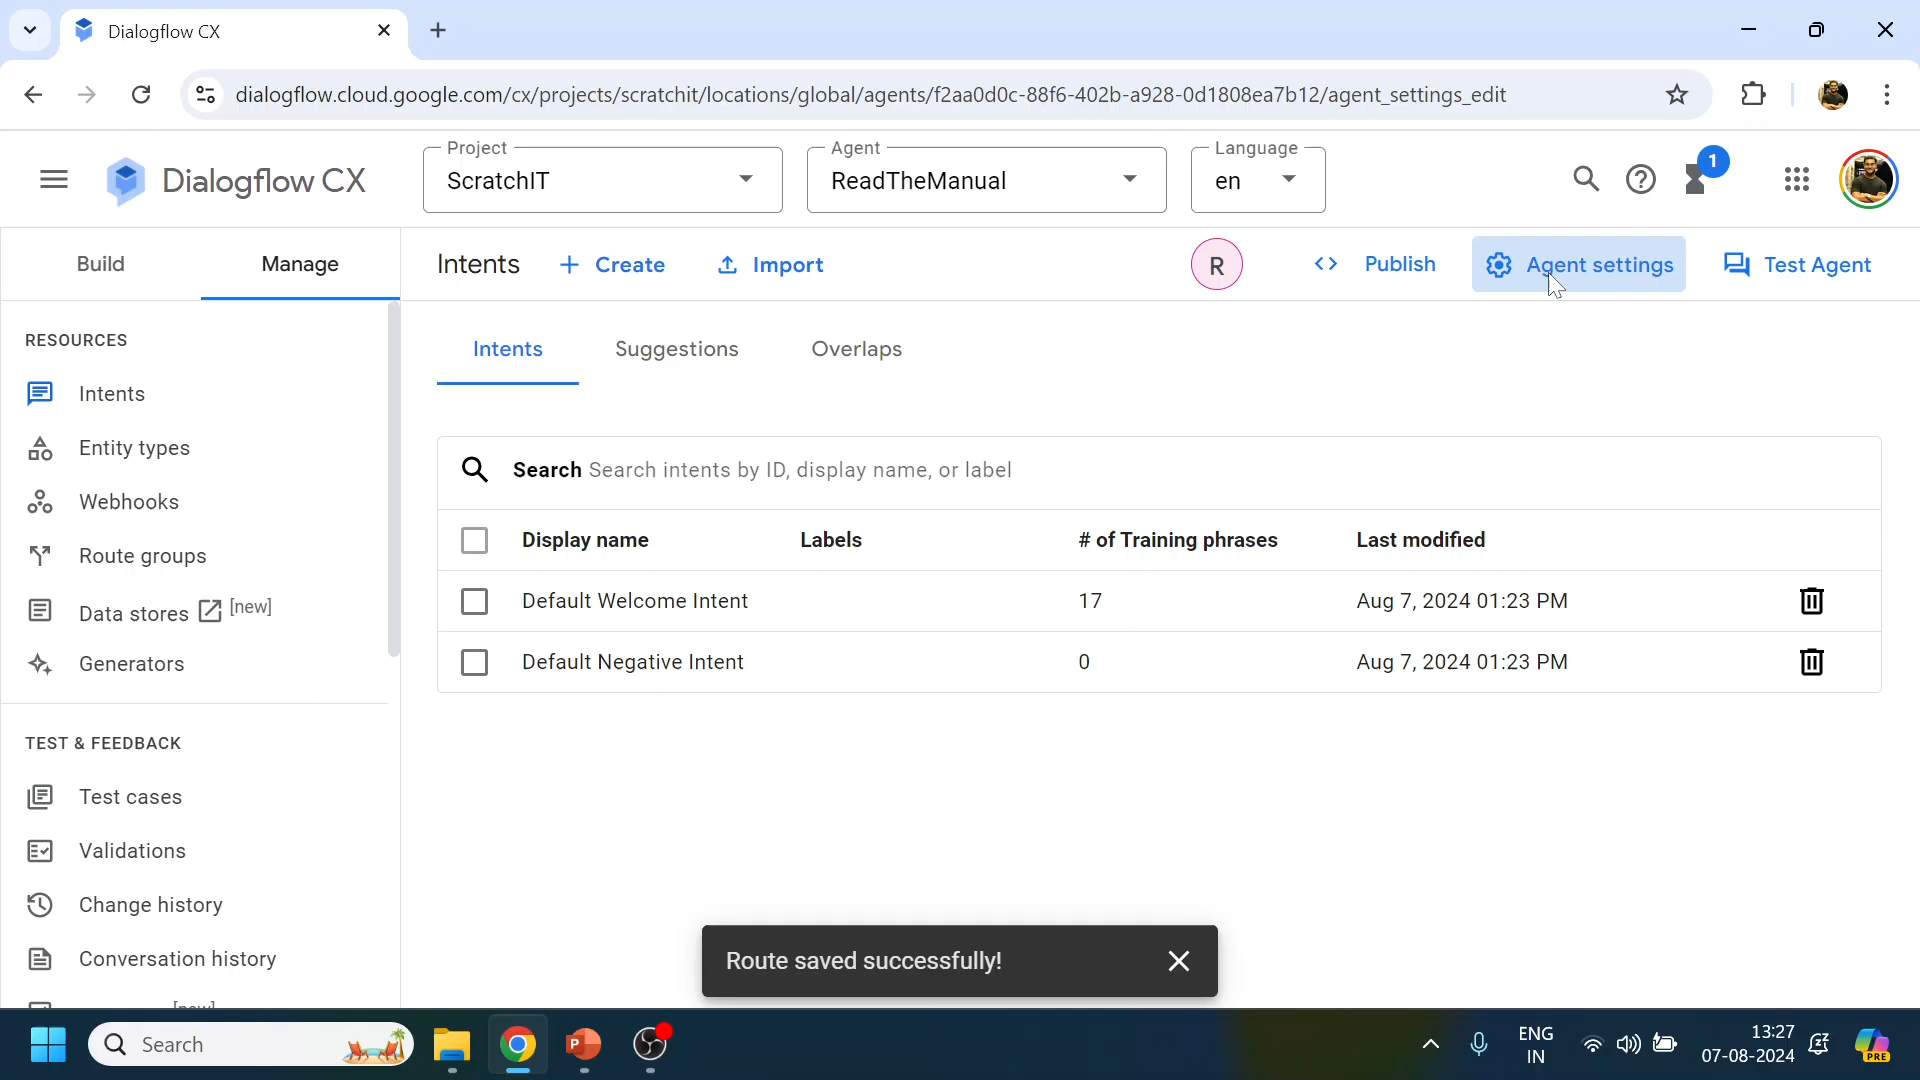 Dialogflow CX
dialogflow.cloud.google.com/cx/projects/scratchit/locations/global/agents/f2aa0d0c-88f6-402b-a928-0d1808ea7b12/agent_settings_edit
Dialogflow CX
Project
ScratchIT
Agent
ReadTheManual
Language
en
1
Build
Manage
Intents
Create
Import
R
Publish
Agent settings
Test Agent
RESOURCES
Intents
Entity types
Webhooks
Route groups
Data stores [new]
Generators
TEST & FEEDBACK
Test cases
Validations
Change history
Conversation history
[new]
Intents
Suggestions
Overlaps
Search Search intents by ID, display name, or label
Display name Labels # of Training phrases Last modified
Default Welcome Intent 17 Aug 7, 2024 01:23 PM
Default Negative Intent 0 Aug 7, 2024 01:23 PM
Route saved successfully!
Search
P
ENG
IN
13:27
07-08-2024
PRE